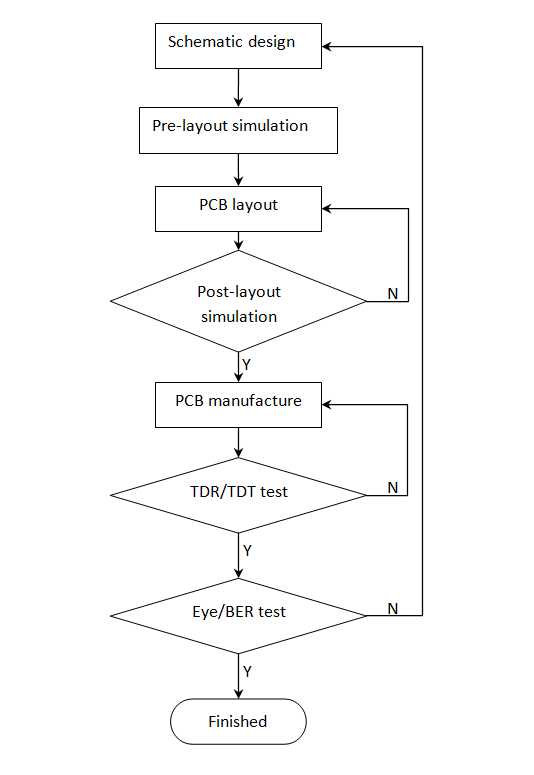 Schematic design
Pre-layout simulation
PCB layout
Post-layout
simulation
N
Y
PCB manufacture
TDR/TDT test
N
Y
Eye/BER test
N
Y
Finished